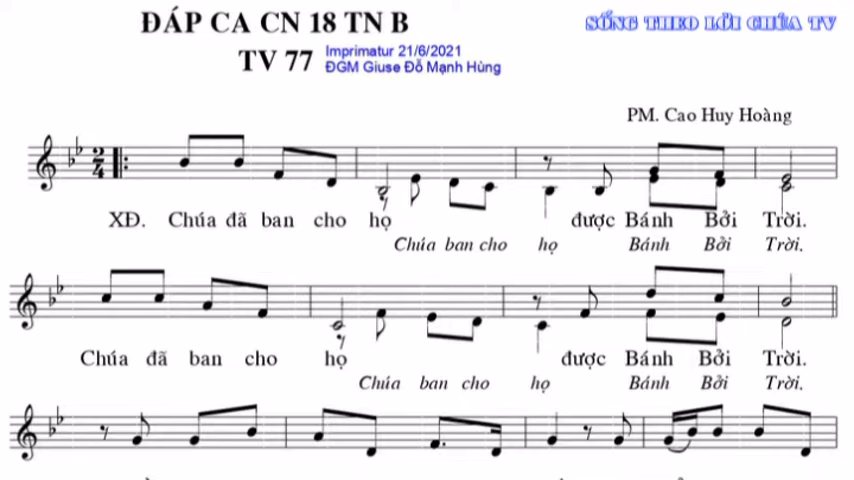 ĐÁP CA CN 18 TN B
SỐNG THEO LỜI CHÚA TV
TV 77
Imprimatur 21/6/2021
ĐGM Giuse Đỗ Mạnh Hùng
PM. Cao Huy Hoàng
2
4
XĐ. Chúa đã ban cho họ được Bánh Bởi Trời.
Chúa ban cho họ Bánh Bởi Trời.
Chúa đã ban cho họ được Bánh Bởi Trời.
Chúa ban cho họ Bánh Bởi Trời.